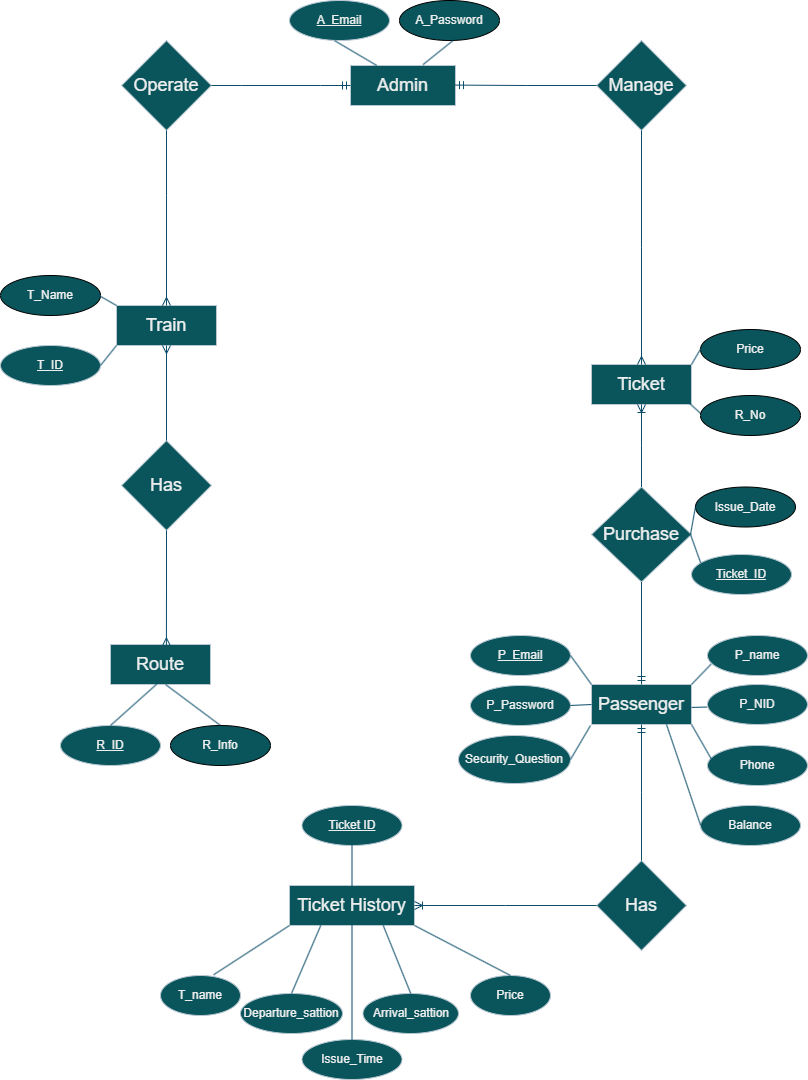 A_Email
A_Password
Operate
Admin
Manage
T_Name
Train
T_ID
Price
Ticket
R_No
Has
Issue_Date
Purchase
Ticket_ID
P_Email
P_name
Route
P_Password
Passenger
P_NID
R_ID
R_Info
Security_Question
Phone
Ticket ID
Balance
Ticket History
Has
T_name
Departure_sattion
Arrival_sattion
Price
Issue_Time